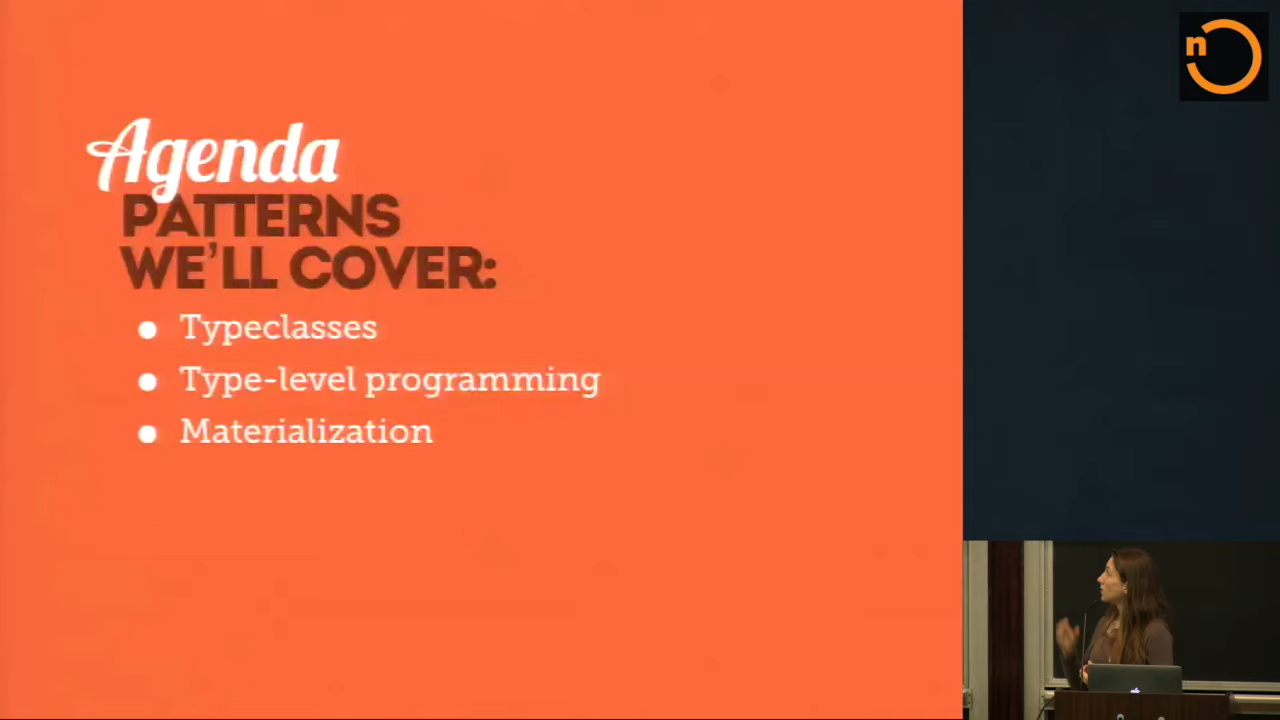 Agenda
PATTERNS
WE'LL COVER:
Typeclasses
Type-level programming
Materialization
n